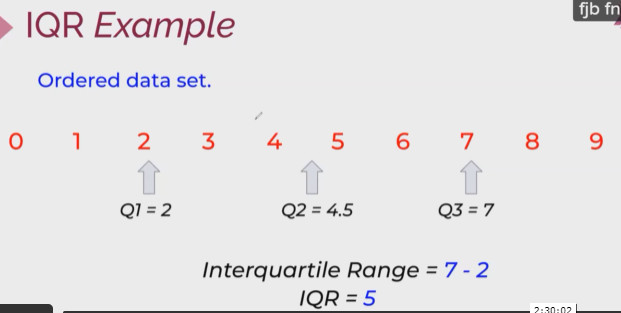 IQR Example
fjb fn
Ordered data set.
0 1 2 3 4 5 6 7 8 9
Q1 = 2 Q2 = 4.5 Q3 = 7
Interquartile Range = 7 - 2
IQR = 5
2:30:02